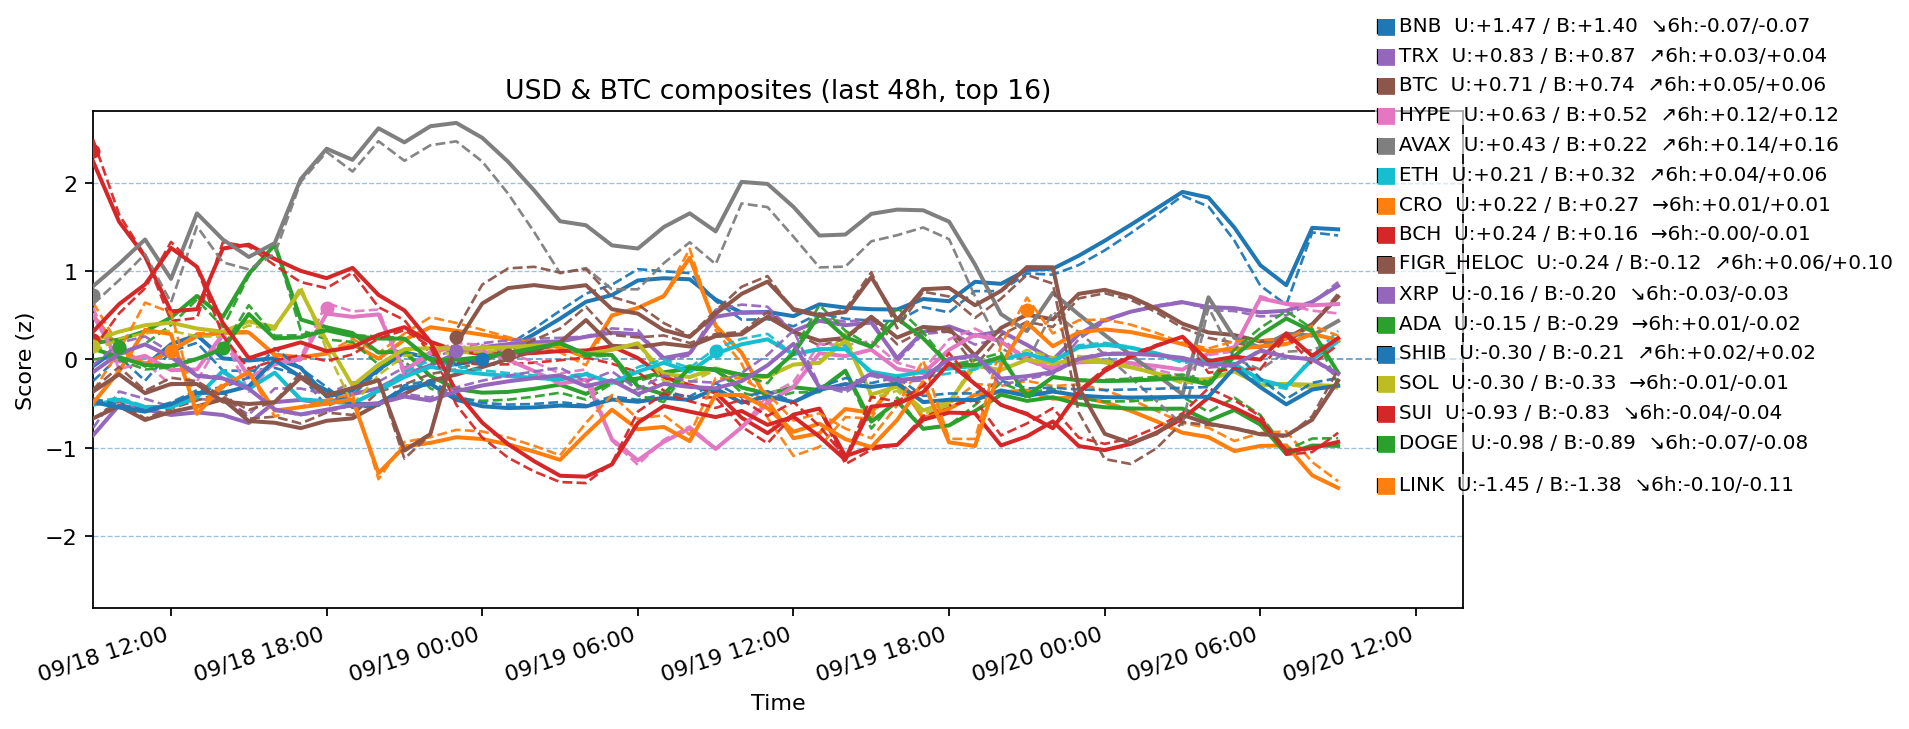 BNB  U:+1.47 / B:+1.40  ↘6h:-0.07/-0.07
TRX  U:+0.83 / B:+0.87  ↗6h:+0.03/+0.04
USD & BTC composites (last 48h, top 16)
BTC  U:+0.71 / B:+0.74  ↗6h:+0.05/+0.06
HYPE  U:+0.63 / B:+0.52  ↗6h:+0.12/+0.12
AVAX  U:+0.43 / B:+0.22  ↗6h:+0.14/+0.16
ETH  U:+0.21 / B:+0.32  ↗6h:+0.04/+0.06
CRO  U:+0.22 / B:+0.27  →6h:+0.01/+0.01
BCH  U:+0.24 / B:+0.16  →6h:-0.00/-0.01
FIGR_HELOC  U:-0.24 / B:-0.12  ↗6h:+0.06/+0.10
XRP  U:-0.16 / B:-0.20  ↘6h:-0.03/-0.03
ADA  U:-0.15 / B:-0.29  →6h:+0.01/-0.02
SHIB  U:-0.30 / B:-0.21  ↗6h:+0.02/+0.02
SOL  U:-0.30 / B:-0.33  →6h:-0.01/-0.01
SUI  U:-0.93 / B:-0.83  ↘6h:-0.04/-0.04
DOGE  U:-0.98 / B:-0.89  ↘6h:-0.07/-0.08
LINK  U:-1.45 / B:-1.38  ↘6h:-0.10/-0.11
Score (z)
2
1
0
−1
−2
09/18 12:00
09/18 18:00
09/19 00:00
09/19 06:00
09/19 12:00
09/19 18:00
09/20 00:00
09/20 06:00
09/20 12:00
Time